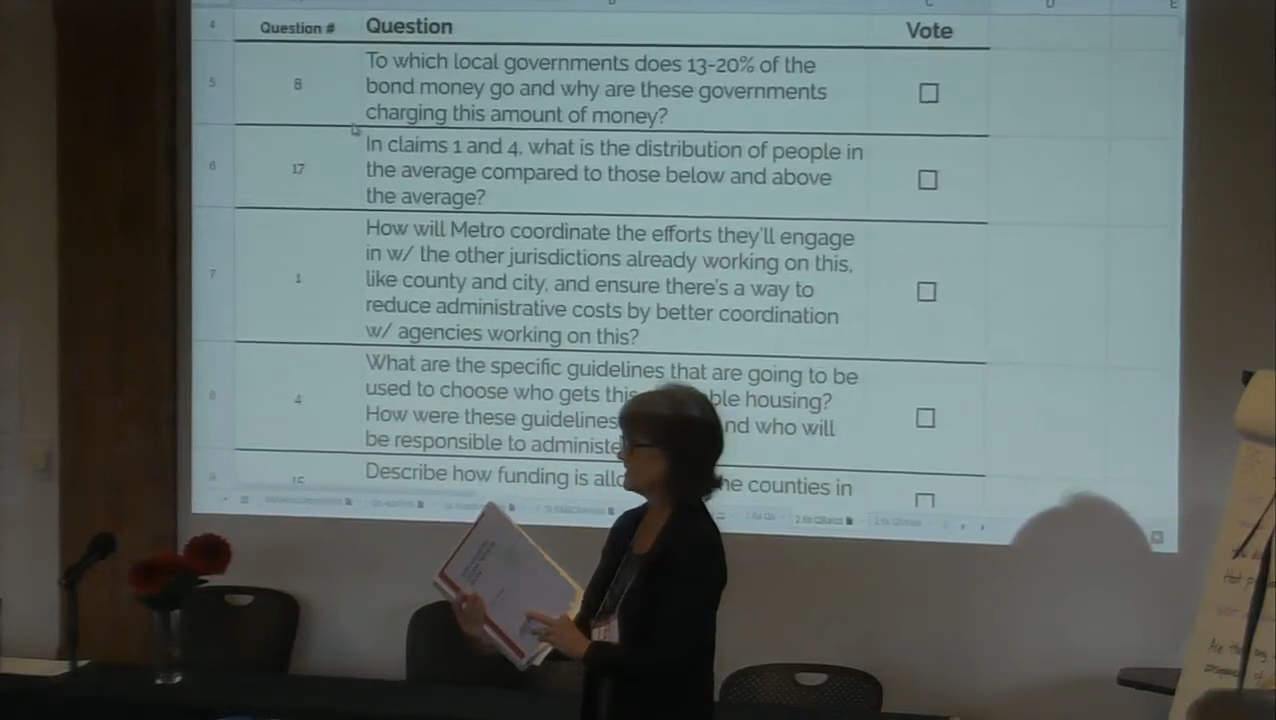 Question # Question Vote
5 8 To which local governments does 13-20% of the
bond money go and why are these governments
charging this amount of money?
6 17 In claims 1 and 4, what is the distribution of people in
the average compared to those below and above
the average?
7 1 How will Metro coordinate the efforts they'll engage
in w/ the other jurisdictions already working on this,
like county and city, and ensure there's a way to
reduce administrative costs by better coordination
w/ agencies working on this?
8 4 What are the specific guidelines that are going to be
used to choose who gets this ble housing?
How were these guidelines nd who will
be responsible to administe
Describe how funding is allo he counties in